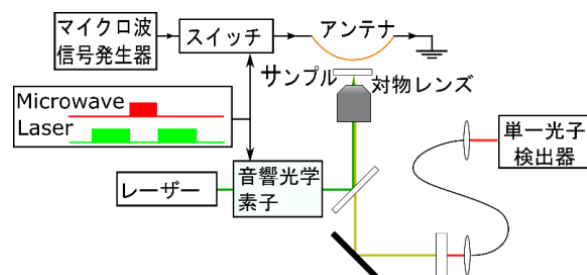 マイクロ波
信号発生器
スイッチ
アンテナ
サンプル
対物レンズ
Microwave
Laser
レーザー
音響光学
素子
単一光子
検出器